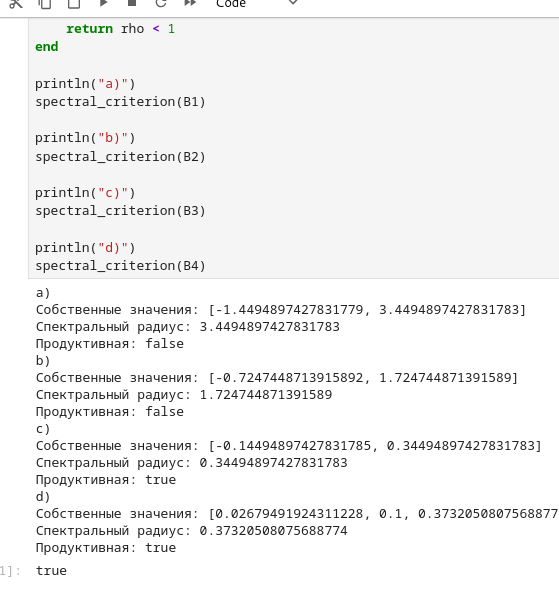 Code
    return rho < 1
end
println("a)")
spectral_criterion(B1)
println("b)")
spectral_criterion(B2)
println("c)")
spectral_criterion(B3)
println("d)")
spectral_criterion(B4)
a)
Собственные значения: [-1.4494897427831779, 3.4494897427831783]
Спектральный радиус: 3.4494897427831783
Продуктивная: false
b)
Собственные значения: [-0.7247448713915892, 1.724744871391589]
Спектральный радиус: 1.724744871391589
Продуктивная: false
c)
Собственные значения: [-0.14494897427831785, 0.34494897427831783]
Спектральный радиус: 0.34494897427831783
Продуктивная: true
d)
Собственные значения: [0.02679491924311228, 0.1, 0.3732050807568877
Спектральный радиус: 0.37320508075688774
Продуктивная: true
1]: true